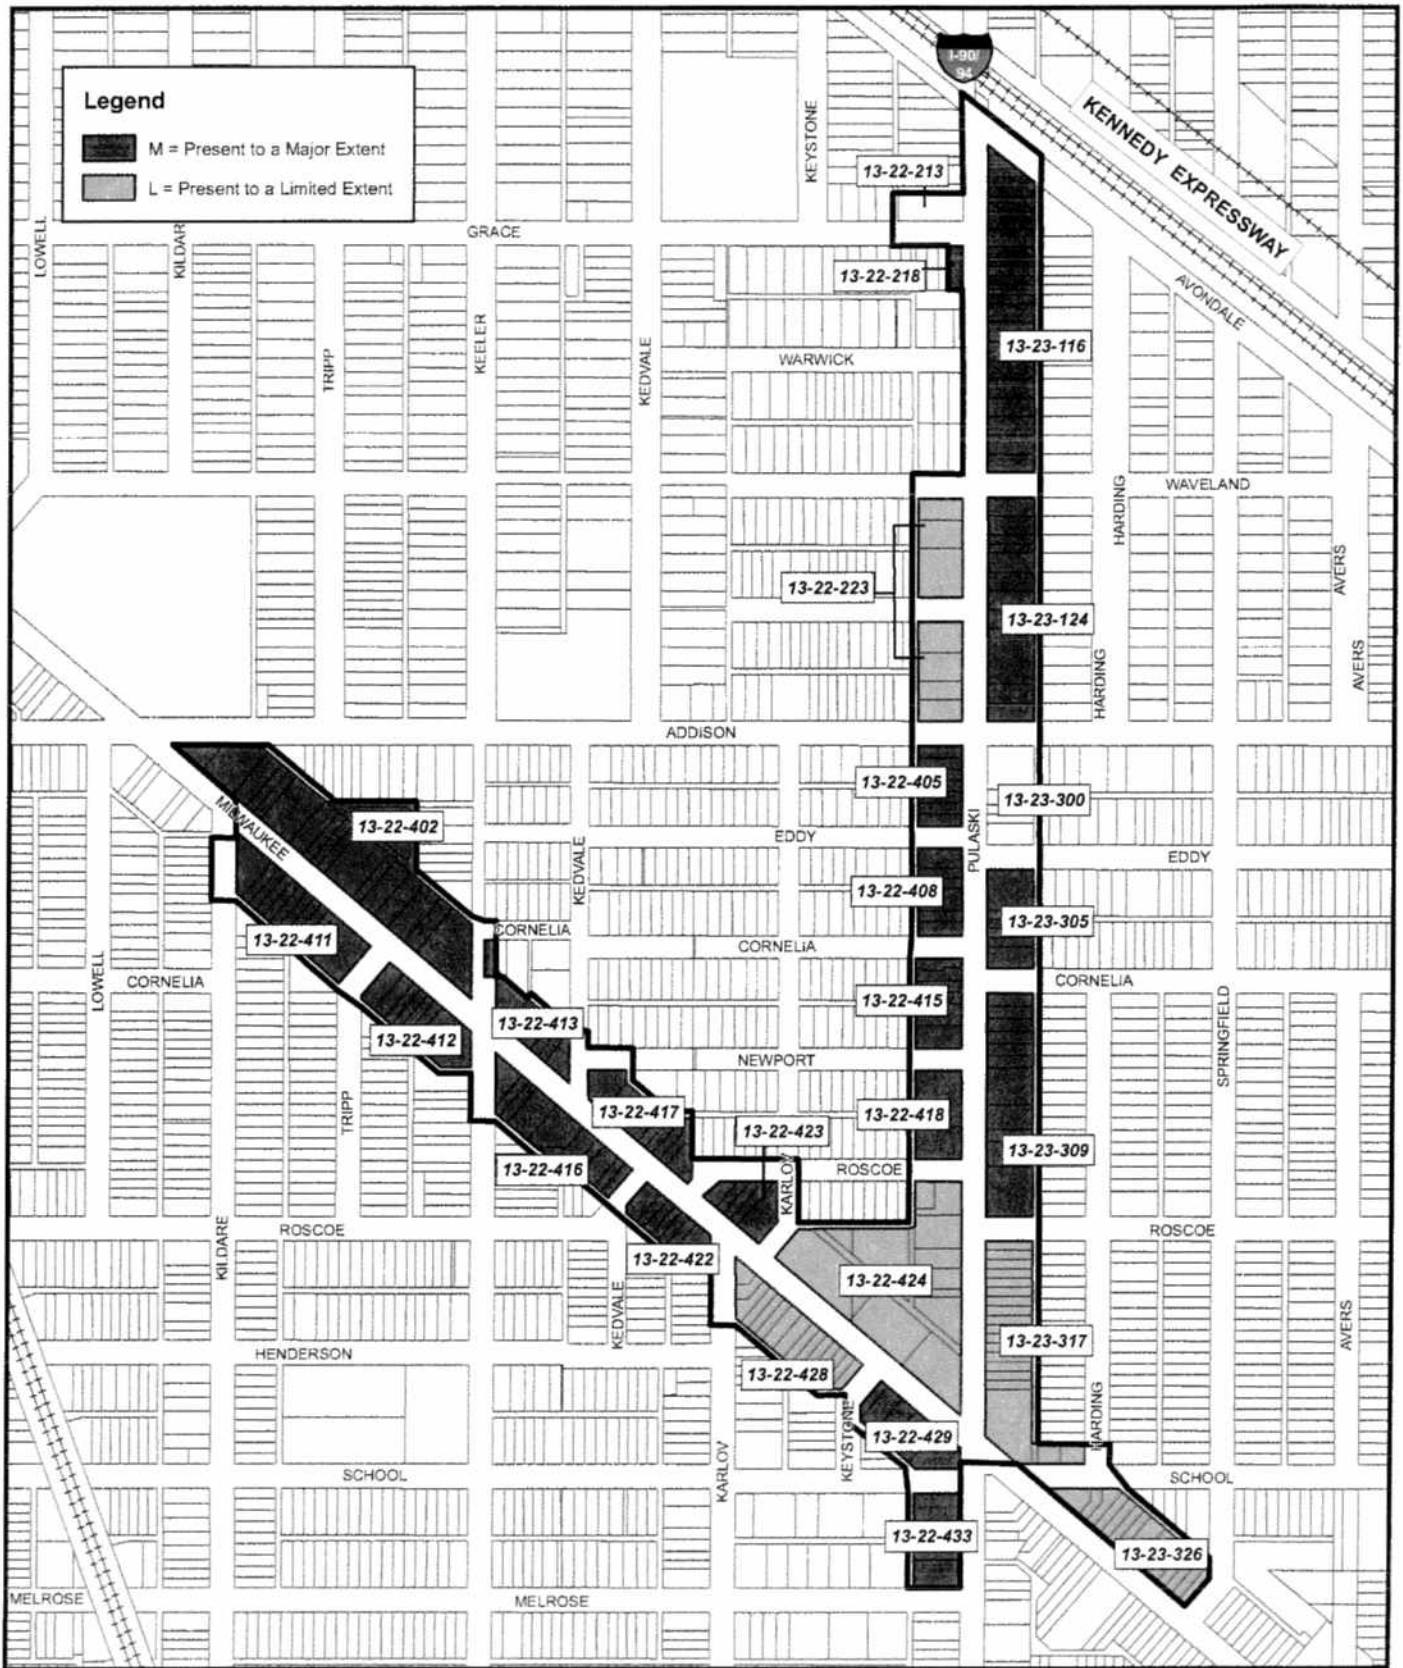 I-90/
94
KENNEDY EXPRESSWAY
Legend
M = Present to a Major Extent
L = Present to a Limited Extent
KEYSTONE
13-22-213
LOWELL
KILDAR
GRACE
13-22-218
AVONDALE
TRIPP
KEELER
KEDVALE
WARWICK
13-23-116
HARDING
WAVELAND
AVERS
13-22-223
13-23-124
HARDING
AVERS
ADDISON
13-22-405
13-23-300
MILWAUKEE
13-22-402
KEDVALE
EDDY
PULASKI
EDDY
13-22-408
13-23-305
13-22-411
CORNELIA
CORNELIA
LOWELL
CORNELIA
CORNELIA
13-22-415
13-22-412
13-22-413
NEWPORT
SPRINGFIELD
TRIPP
13-22-417
13-22-423
13-22-418
13-22-416
KARLOV
ROSCOE
13-23-309
KILDARE
ROSCOE
13-22-422
ROSCOE
13-22-424
KEDVALE
HENDERSON
13-23-317
AVERS
13-22-428
HARDING
KEYSTONE
13-22-429
KARLOV
SCHOOL
SCHOOL
13-22-433
13-23-326
MELROSE
MELROSE